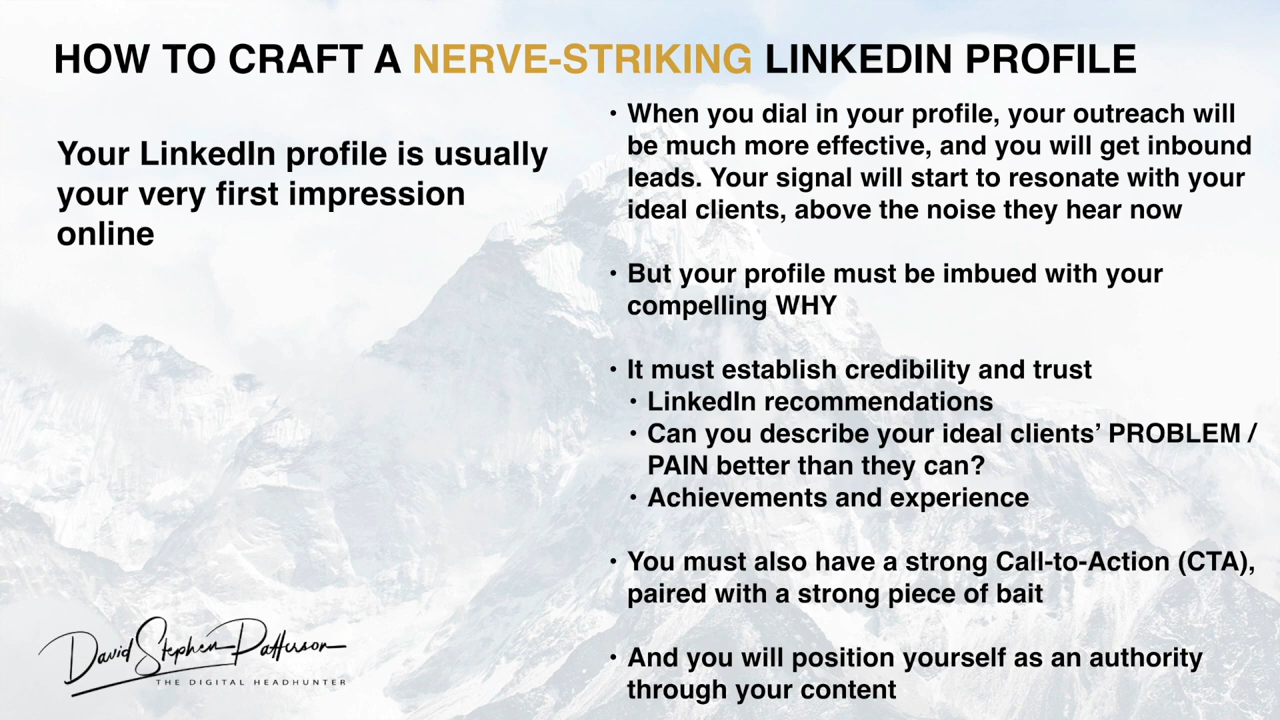 HOW TO CRAFT A NERVE-STRIKING LINKEDIN PROFILE
Your LinkedIn profile is usually
your very first impression
online
• When you dial in your profile, your outreach will
be much more effective, and you will get inbound
leads. Your signal will start to resonate with your
ideal clients, above the noise they hear now
• But your profile must be imbued with your
compelling WHY
• It must establish credibility and trust
• LinkedIn recommendations
• Can you describe your ideal clients’ PROBLEM /
PAIN better than they can?
• Achievements and experience
• You must also have a strong Call-to-Action (CTA),
paired with a strong piece of bait
• And you will position yourself as an authority
through your content
David Stephen Patterson
THE DIGITAL HEADHUNTER